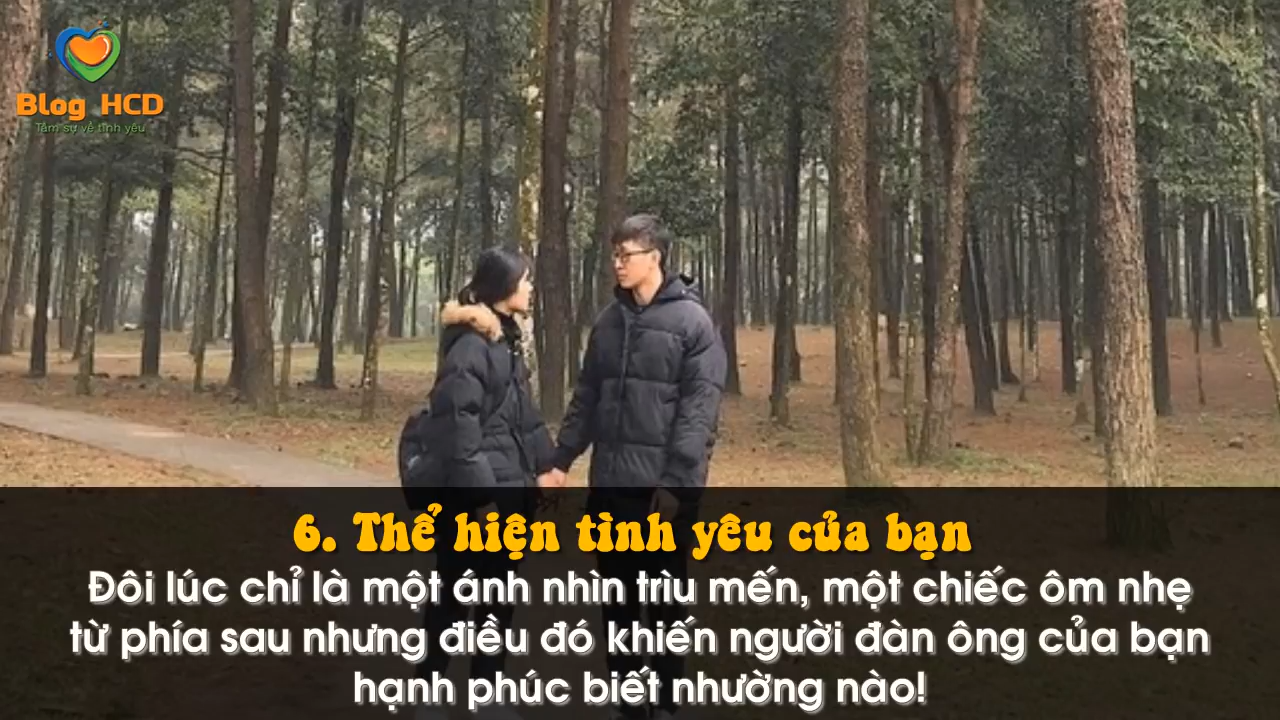 Blog HCD
Tâm sự về tình yêu
6. Thể hiện tình yêu của bạn
Đôi lúc chỉ là một ánh nhìn trìu mến, một chiếc ôm nhẹ
từ phía sau nhưng điều đó khiến người đàn ông của bạn
hạnh phúc biết nhường nào!